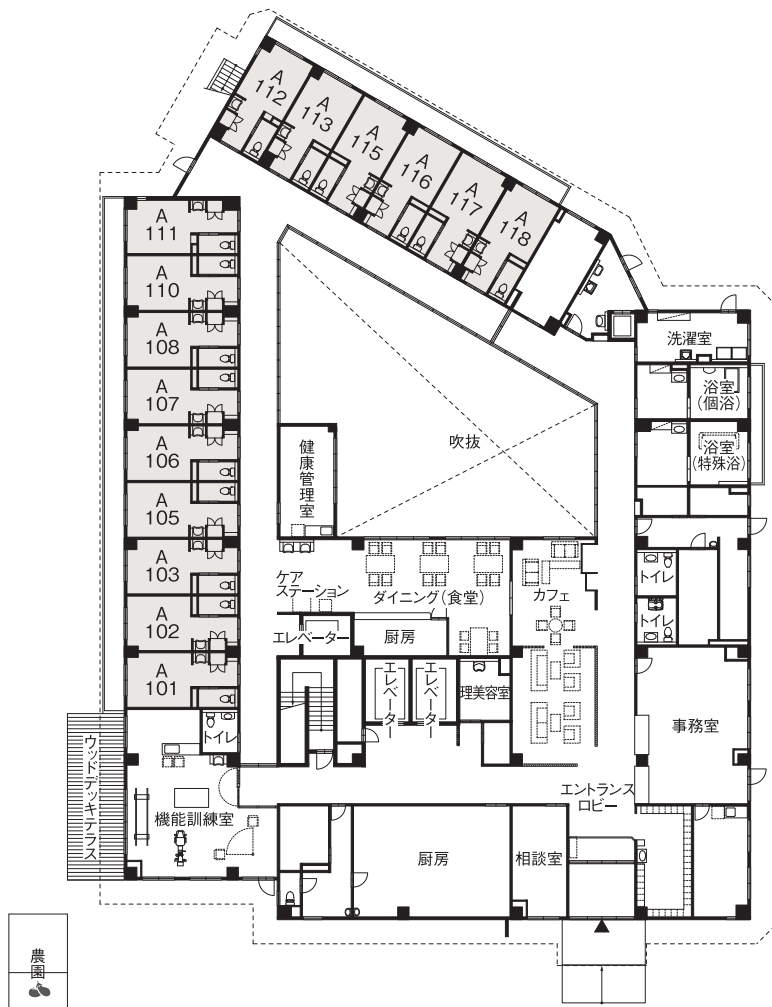 A
112
A
113
A
115
A
116
A
117
A
118
A
111
A
110
A
108
A
107
A
106
A
105
A
103
A
102
A
101
洗濯室
浴室
(個浴)
浴室
(特殊浴)
吹抜
健康管理室
ケア
ステーション
ダイニング(食堂)
カフェ
トイレ
トイレ
エレベーター
厨房
エレベーター
エレベーター
理美容室
事務室
トイレ
ウッドデッキテラス
機能訓練室
エントランス
ロビー
厨房
相談室
農園